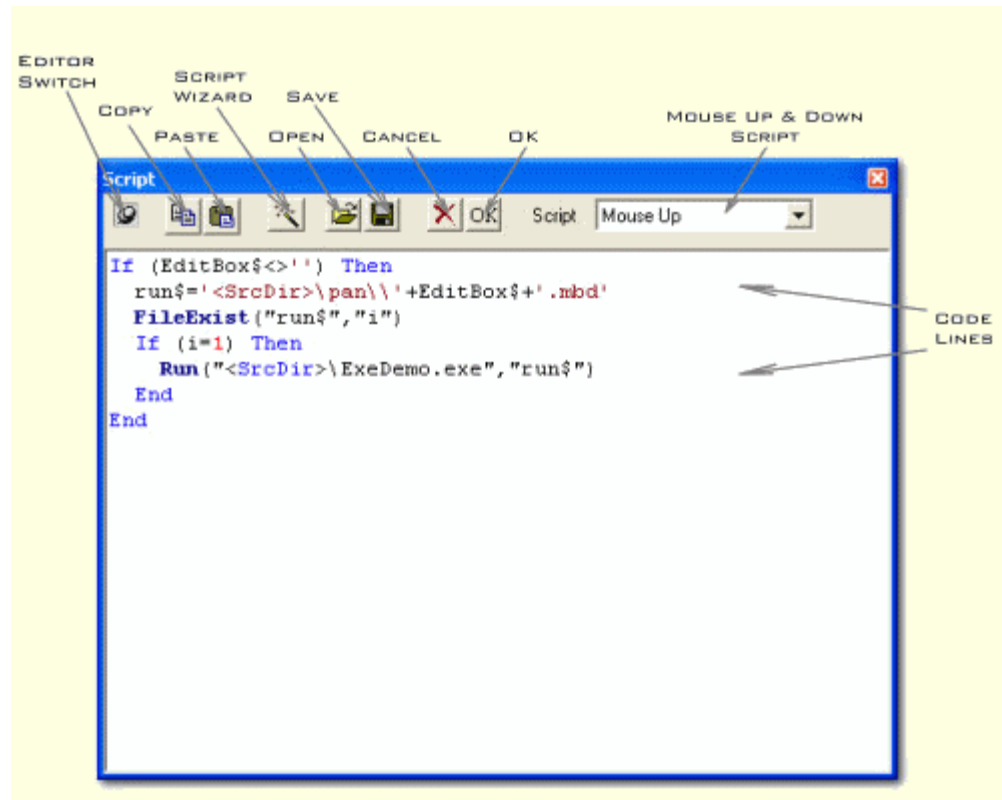 EDITOR
SWITCH
COPY
PASTE
SCRIPT
WIZARD
OPEN
SAVE
CANCEL
OK
MOUSE UP & DOWN
SCRIPT
Script
OK
Script
Mouse Up
If (EditBox$<>'') Then
run$='<SrcDir>\pan\\'+EditBox$+'.mbd'
FileExist("run$","i")
If (i=1) Then
Run("<SrcDir>\ExeDemo.exe","run$")
End
End
CODE
LINES